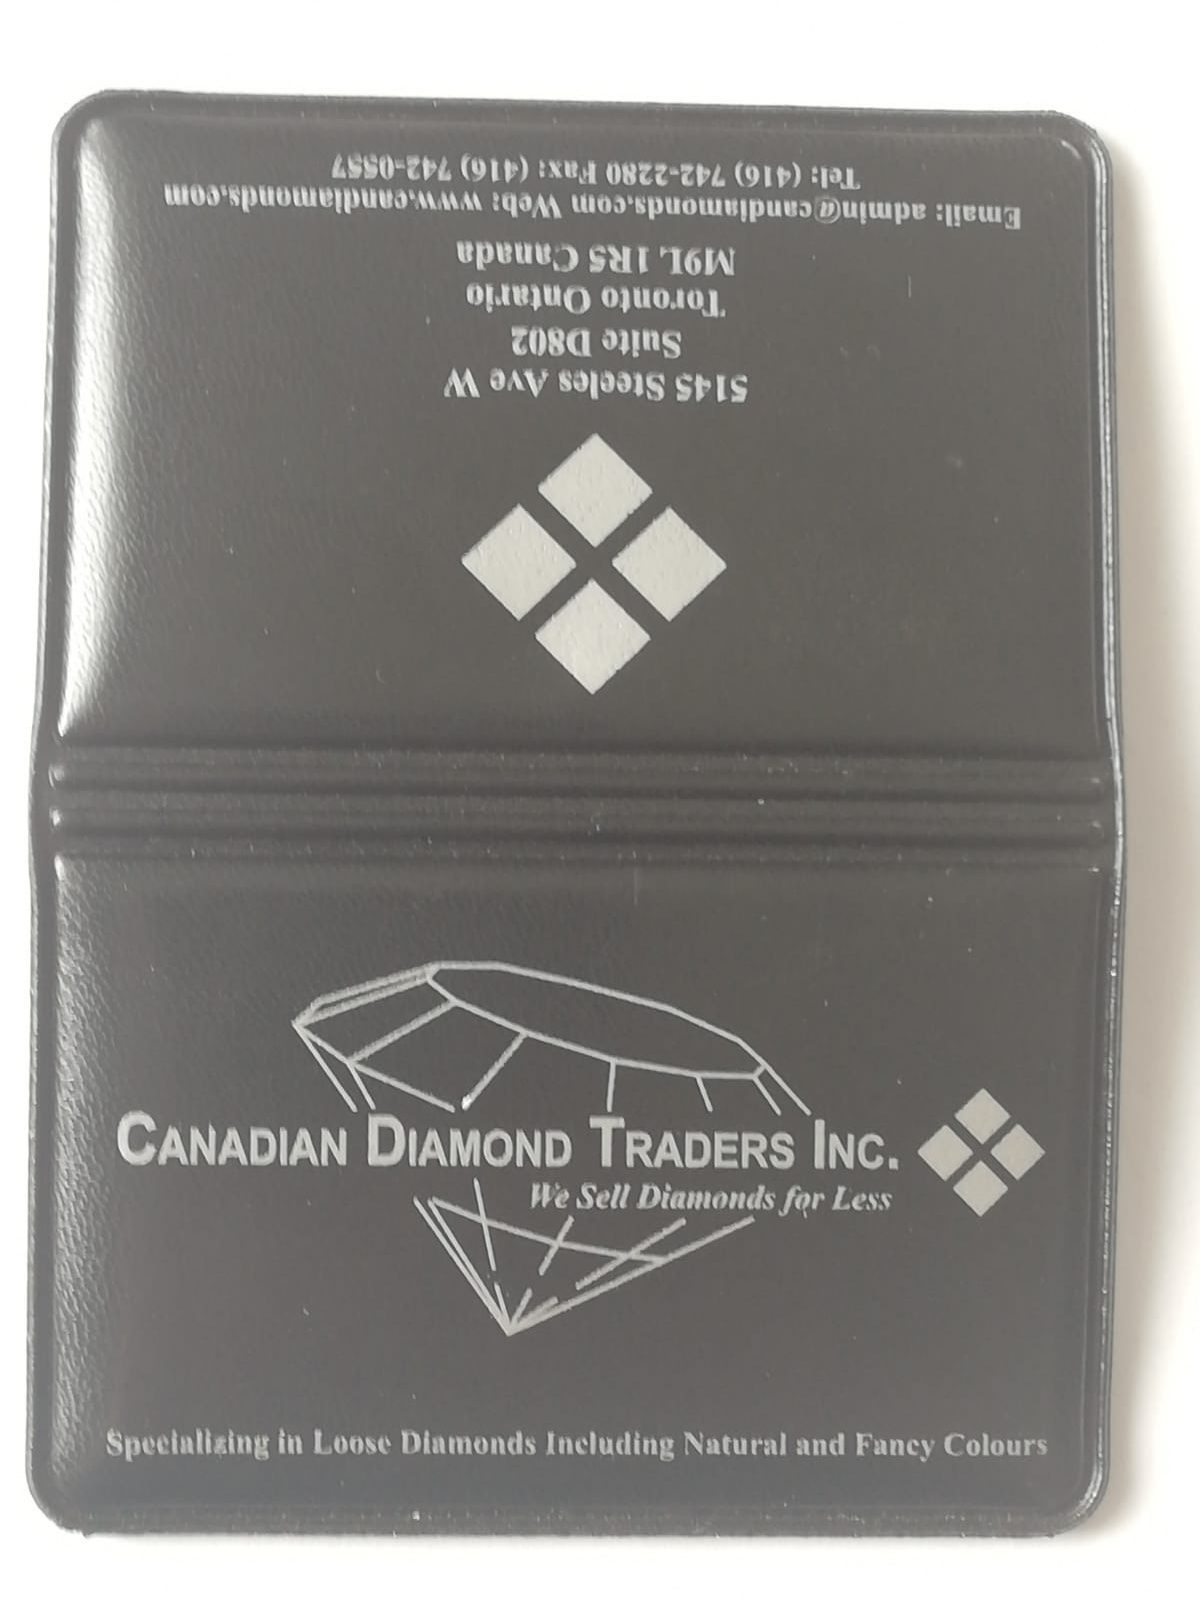 5145 Steeles Ave W
Suite D802
Toronto Ontario
M9L 1R5 Canada
Email: admin@candiamonds.com Web: www.candiamonds.com
Tel: (416) 742-2280 Fax: (416) 742-0557
CANADIAN DIAMOND TRADERS INC.
We Sell Diamonds for Less
Specializing in Loose Diamonds Including Natural and Fancy Colours